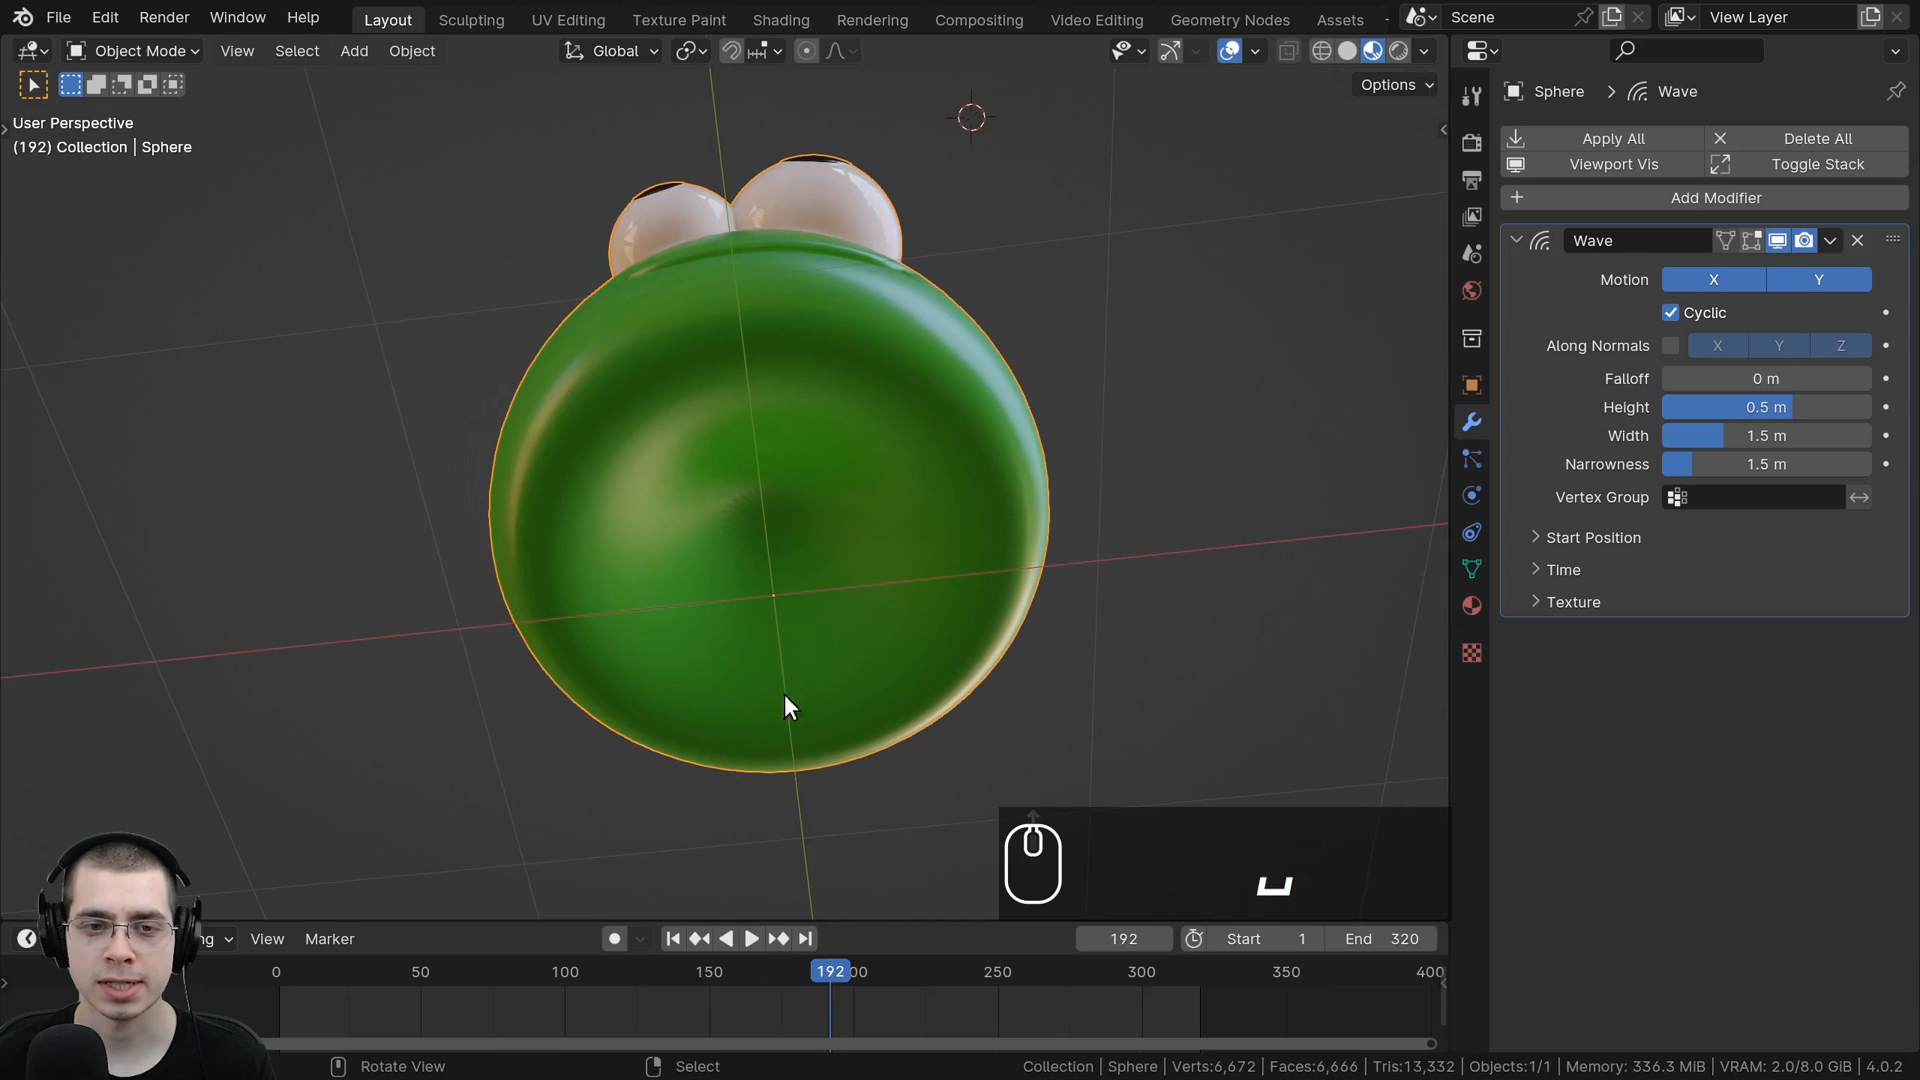 File Edit Render Window Help Layout Sculpting UV Editing Texture Paint Shading Rendering Compositing Video Editing Geometry Nodes Assets Scene View Layer
Object Mode View Select Add Object Global
Options
User Perspective
(192) Collection | Sphere
Sphere > Wave
Apply All Delete All
Viewport Vis Toggle Stack
Add Modifier
Wave
Motion X Y
Cyclic
Along Normals X Y Z
Falloff 0 m
Height 0.5 m
Width 1.5 m
Narrowness 1.5 m
Vertex Group
Start Position
Time
Texture
View Marker 192 Start 1 End 320
0 50 100 150 192 250 300 350 400
Rotate View Select Collection | Sphere | Verts:6,672 | Faces:6,666 | Tris:13,332 | Objects:1/1 | Memory: 336.3 MiB | VRAM: 2.0/8.0 GiB | 4.0.2